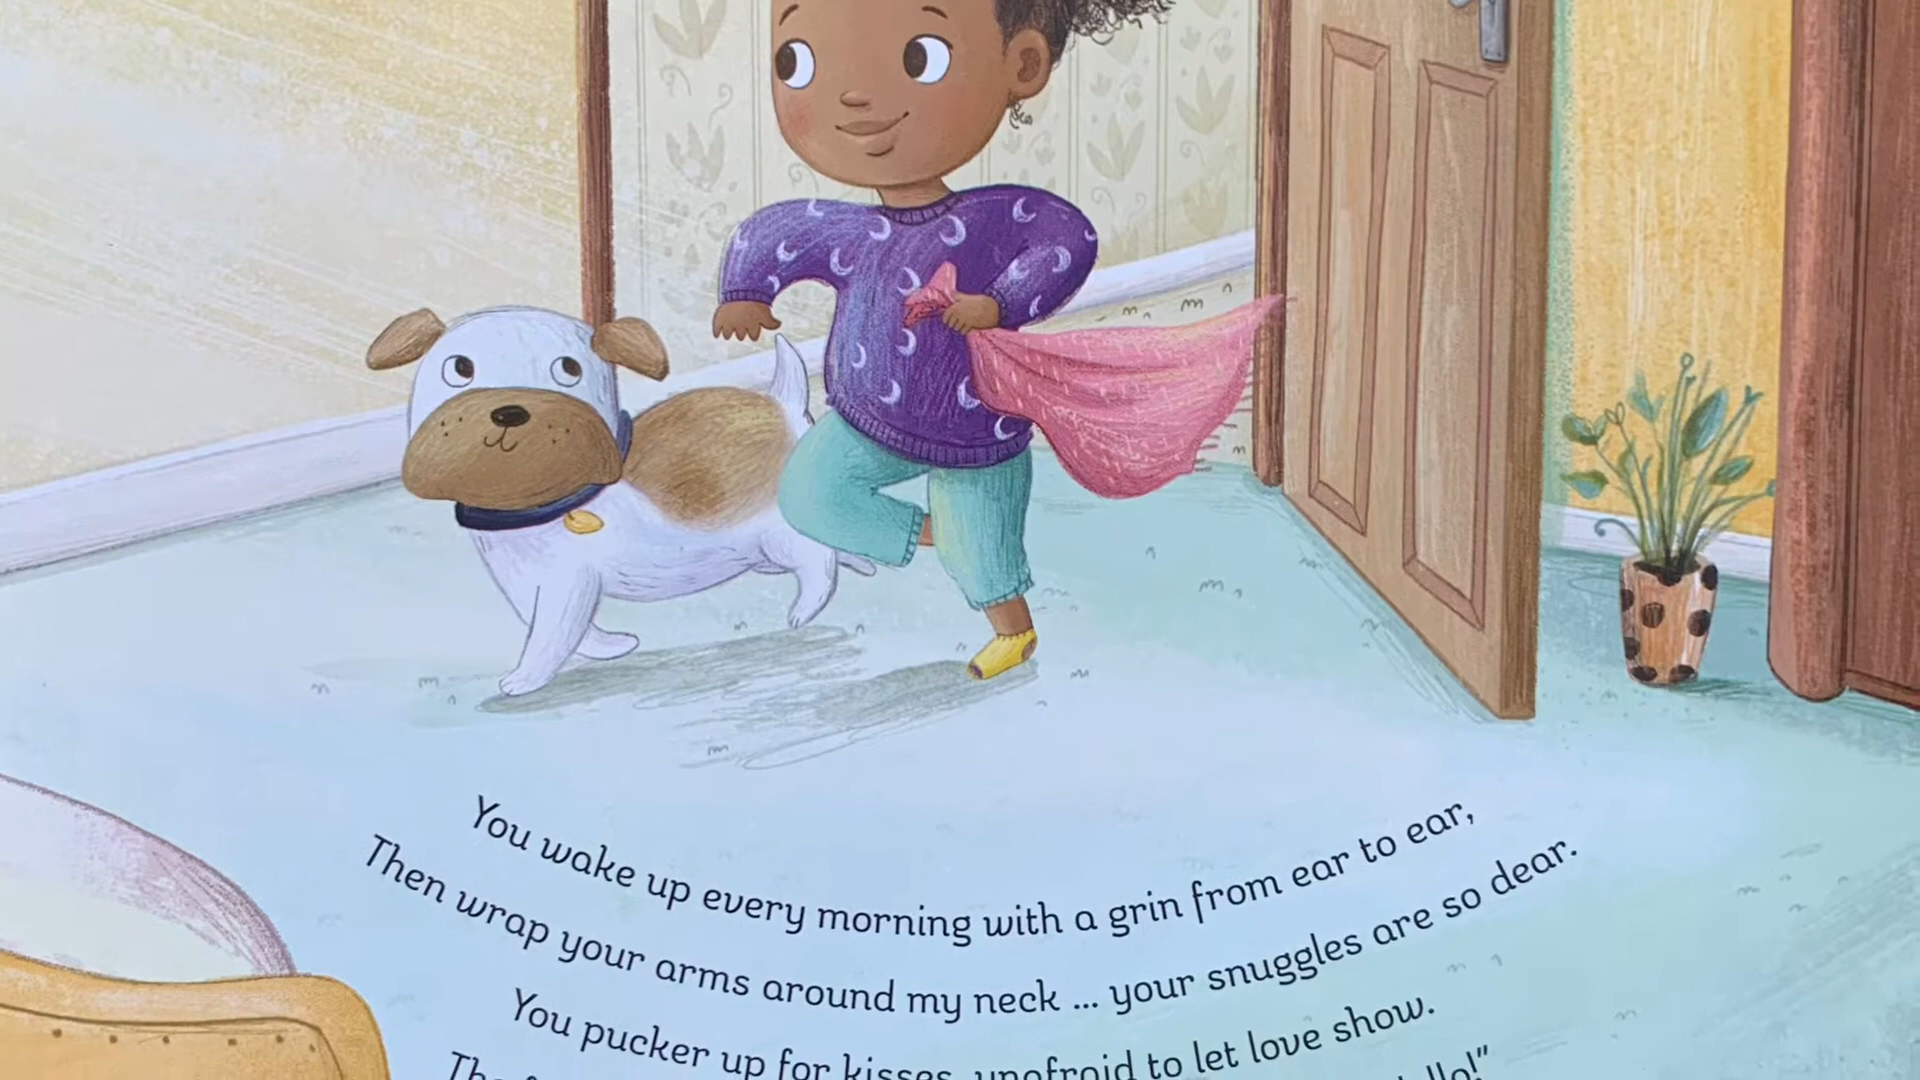 You wake up every morning with a grin from ear to ear,
Then wrap your arms around my neck ... your snuggles are so dear.
You pucker up for kisses, unafraid to let love show.